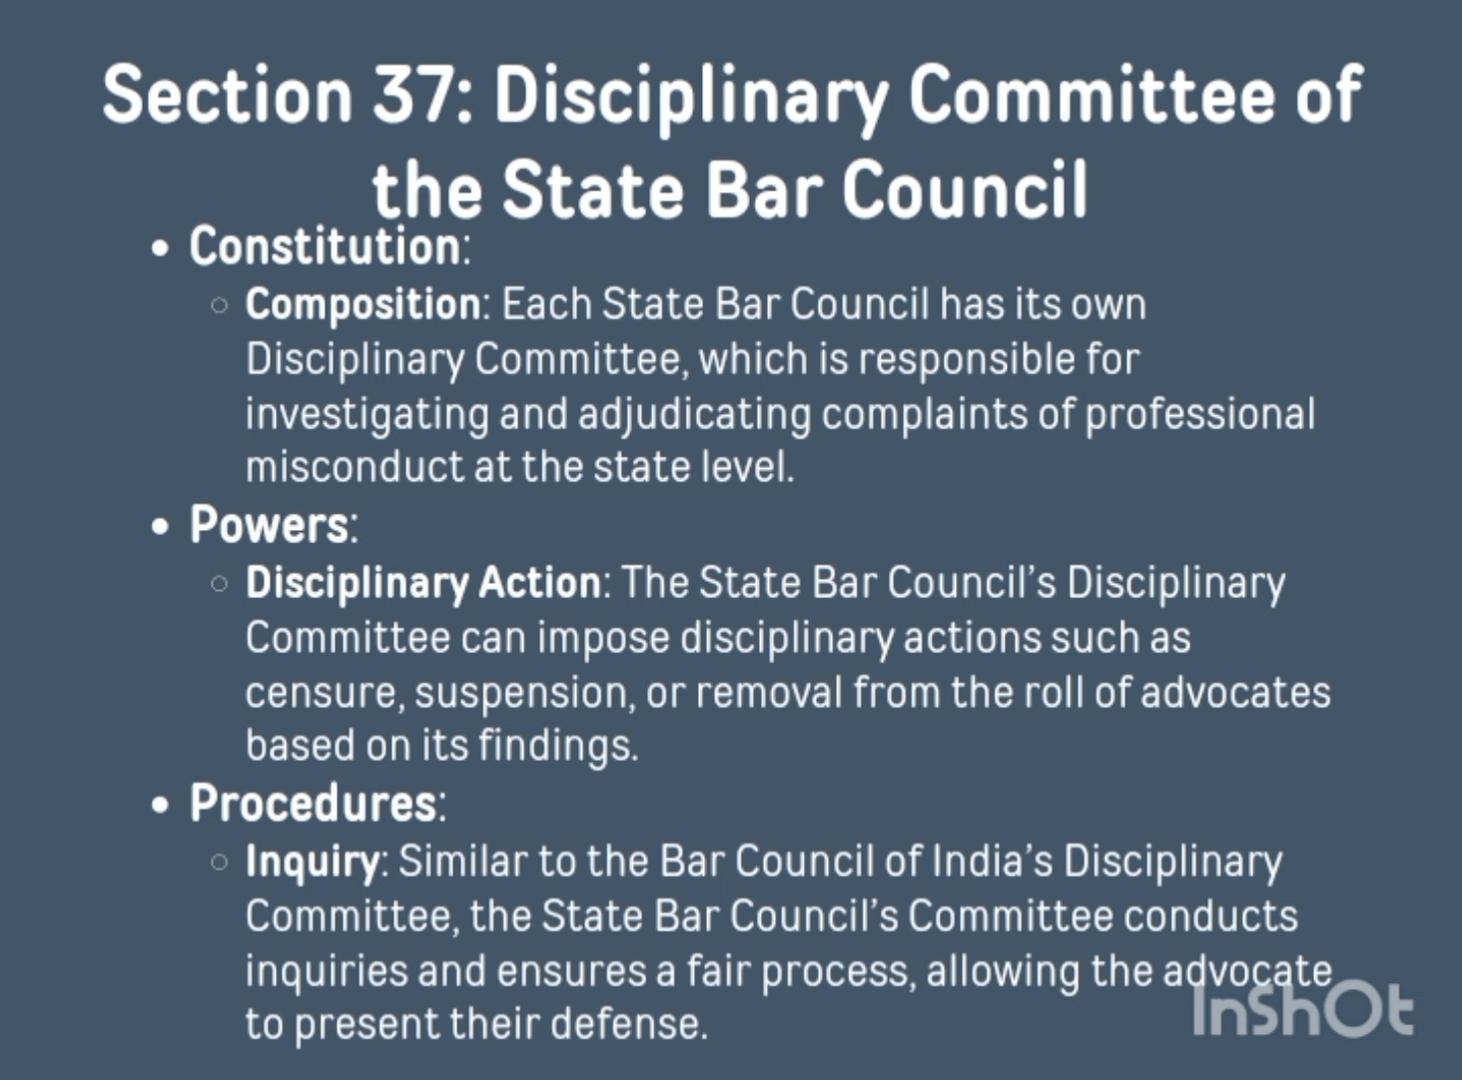 Section 37: Disciplinary Committee of
the State Bar Council
• Constitution:
○ Composition: Each State Bar Council has its own
Disciplinary Committee, which is responsible for
investigating and adjudicating complaints of professional
misconduct at the state level.
• Powers:
○ Disciplinary Action: The State Bar Council’s Disciplinary
Committee can impose disciplinary actions such as
censure, suspension, or removal from the roll of advocates
based on its findings.
• Procedures:
○ Inquiry: Similar to the Bar Council of India’s Disciplinary
Committee, the State Bar Council’s Committee conducts
inquiries and ensures a fair process, allowing the advocate
to present their defense.
InShOt